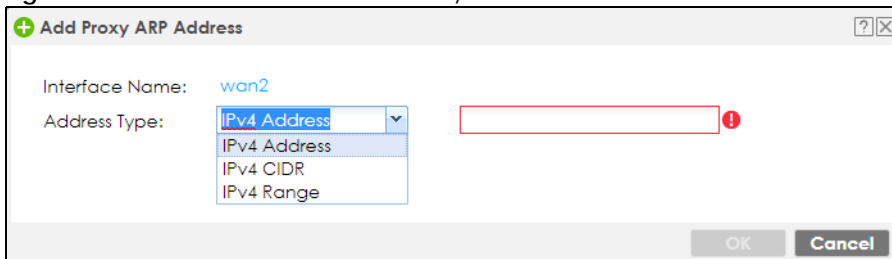 Add Proxy ARP Address
Interface Name: wan2
Address Type: IPv4 Address
IPv4 Address
IPv4 CIDR
IPv4 Range
OK Cancel